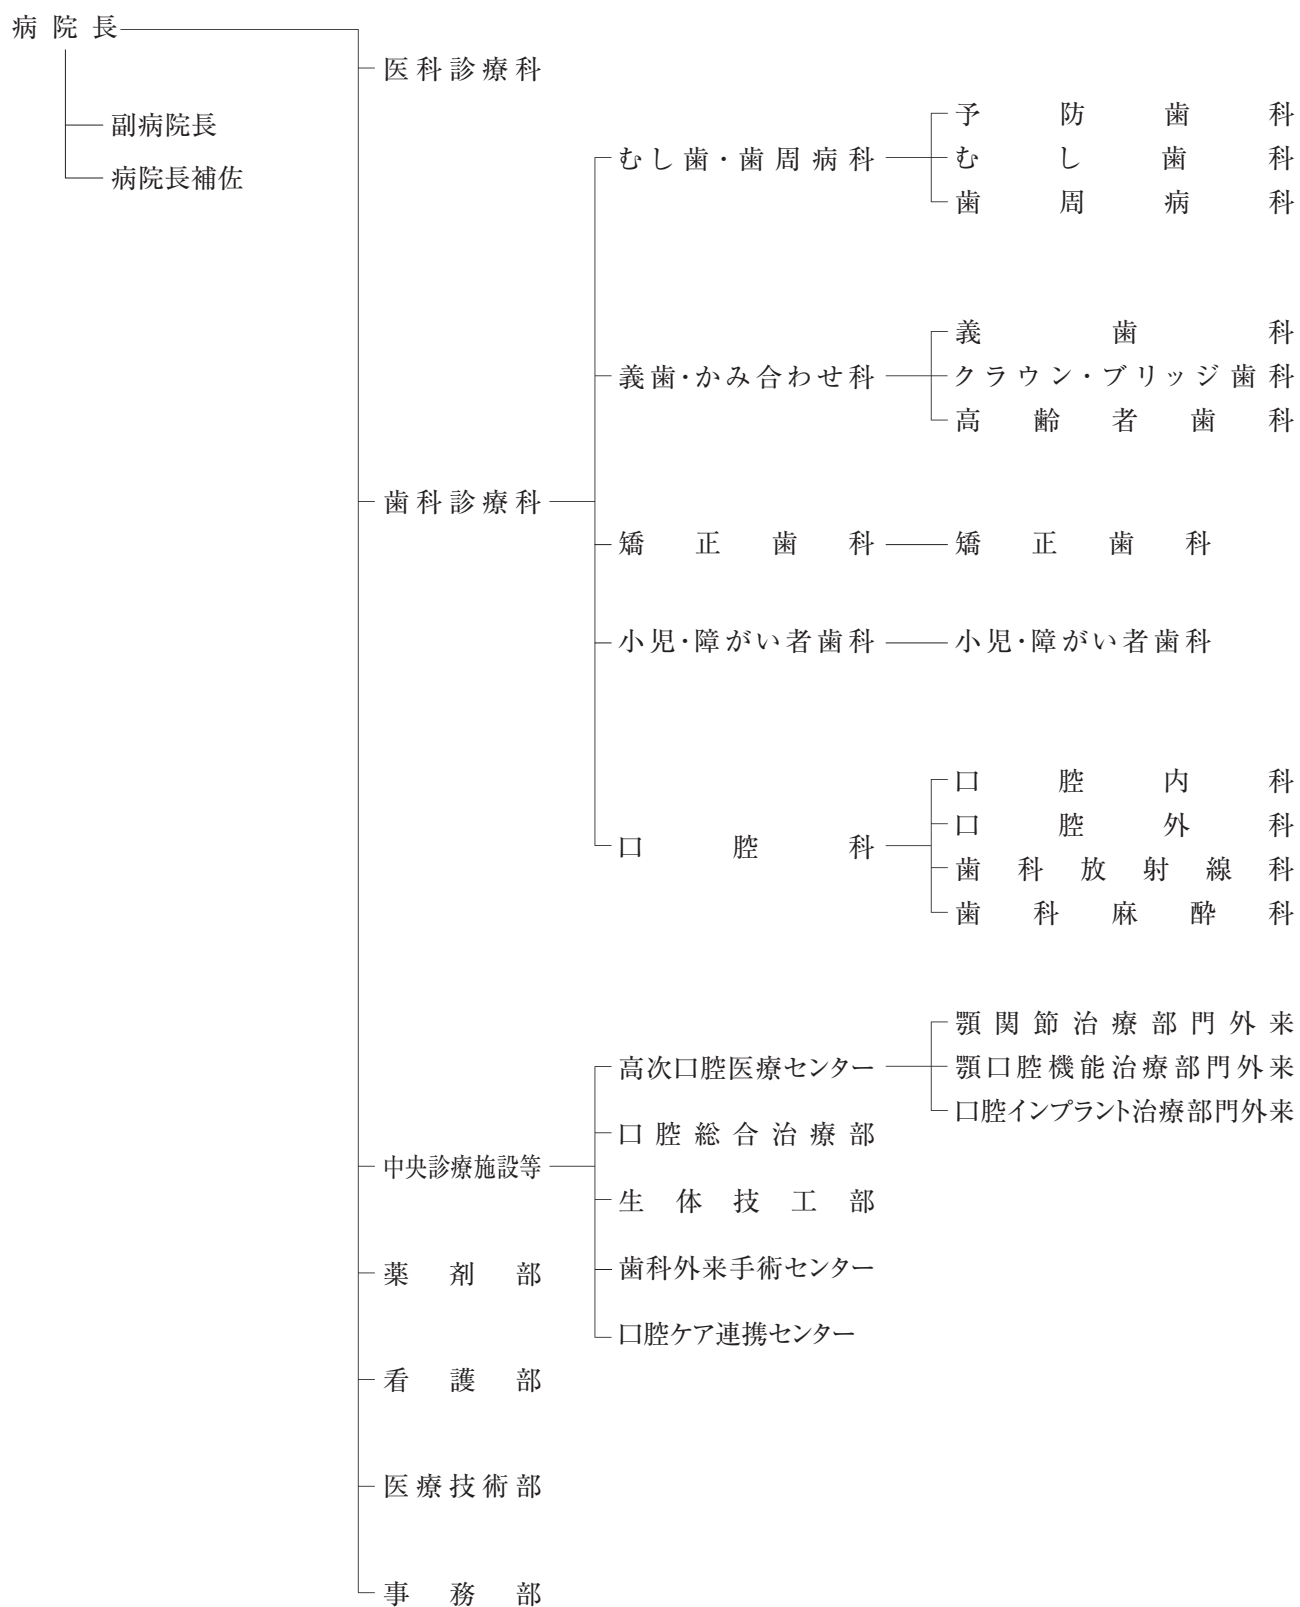 病院長
医科診療科
副病院長
病院長補佐
予防歯科
むし歯・歯周病科
むし歯科
歯周病科
義歯科
義歯・かみ合わせ科
クラウン・ブリッジ歯科
高齢者歯科
歯科診療科
矯正歯科
矯正歯科
小児・障がい者歯科
小児・障がい者歯科
口腔内科
口腔外科
口腔科
歯科放射線科
歯科麻酔科
顎関節治療部門外来
高次口腔医療センター
顎口腔機能治療部門外来
口腔インプラント治療部門外来
口腔総合治療部
中央診療施設等
生体技工部
薬剤部
歯科外来手術センター
口腔ケア連携センター
看護部
医療技術部
事務部